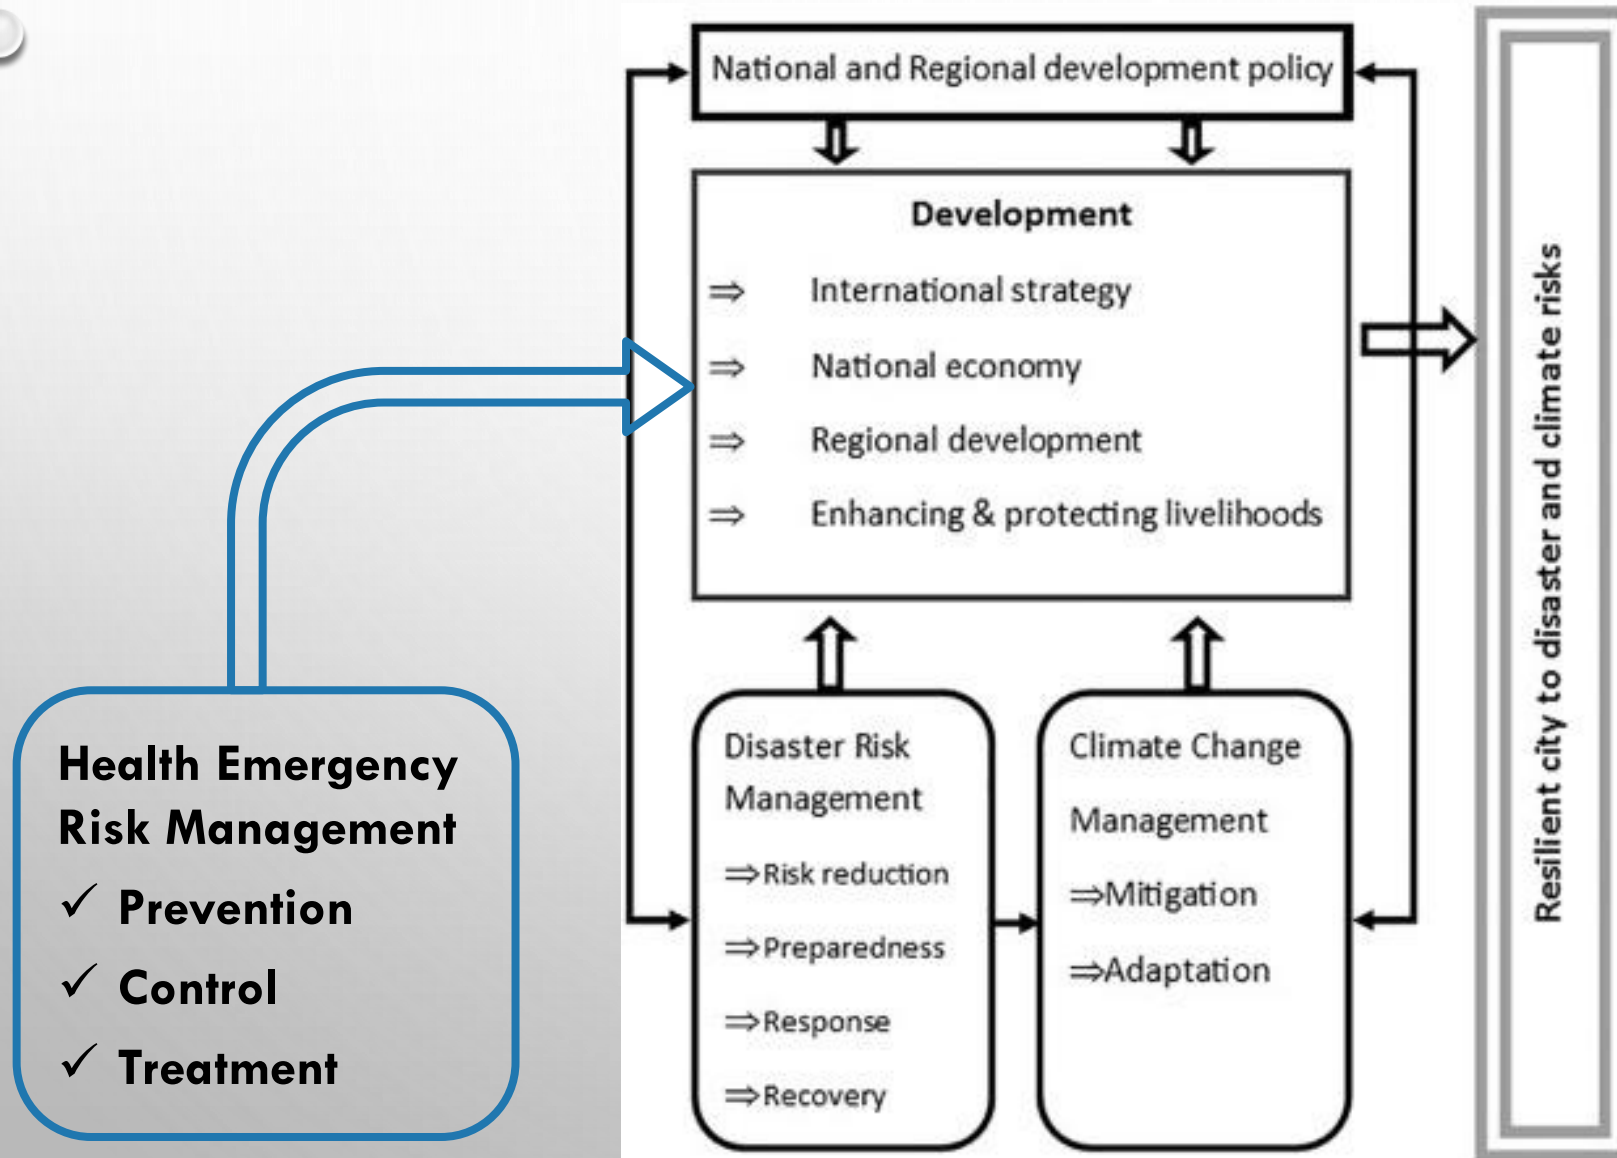 National and Regional development policy
Development
⇒ International strategy
⇒ National economy
⇒ Regional development
⇒ Enhancing & protecting livelihoods
Health Emergency
Risk Management
✓ Prevention
✓ Control
✓ Treatment
Disaster Risk
Management
⇒Risk reduction
⇒Preparedness
⇒Response
⇒Recovery
Climate Change
Management
⇒Mitigation
⇒Adaptation
Resilient city to disaster and climate risks